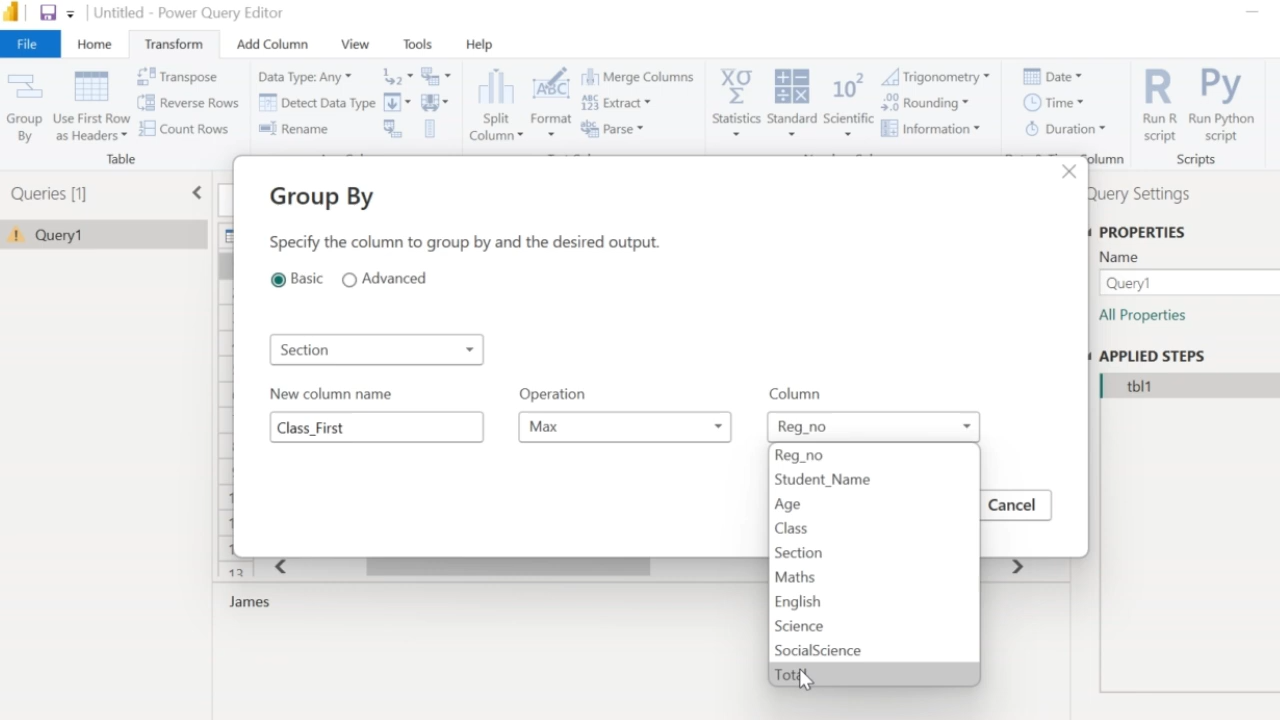 Untitled - Power Query Editor
File Home Transform Add Column View Tools Help
Transpose Data Type: Any Merge Columns Trigonometry Date
Reverse Rows Detect Data Type Extract Rounding Time
Count Rows Rename Parse Information Duration
Group By
Use First Row as Headers
Split Column
Format
Statistics
Standard
Scientific
Run R script
Run Python script
Table
Column
Scripts
Queries [1]
Query1
Group By
Specify the column to group by and the desired output.
Basic Advanced
Section
New column name Operation Column
Class_First Max Reg_no
Reg_no
Student_Name
Age
Class
Section
Maths
English
Science
SocialScience
Total
Cancel
13
James
Query Settings
PROPERTIES
Name
Query1
All Properties
APPLIED STEPS
tbl1